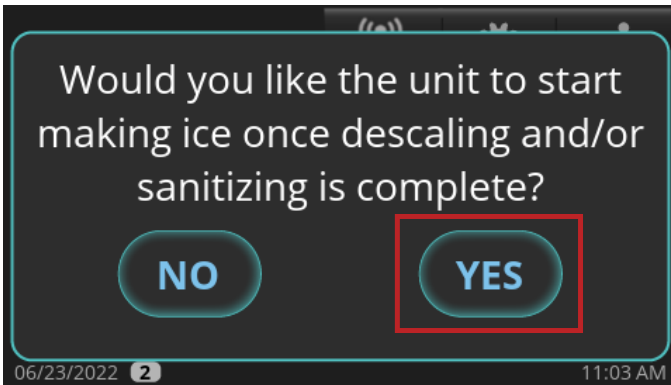 Would you like the unit to start
making ice once descaling and/or
sanitizing is complete?
NO YES
06/23/2022 2 11:03 AM